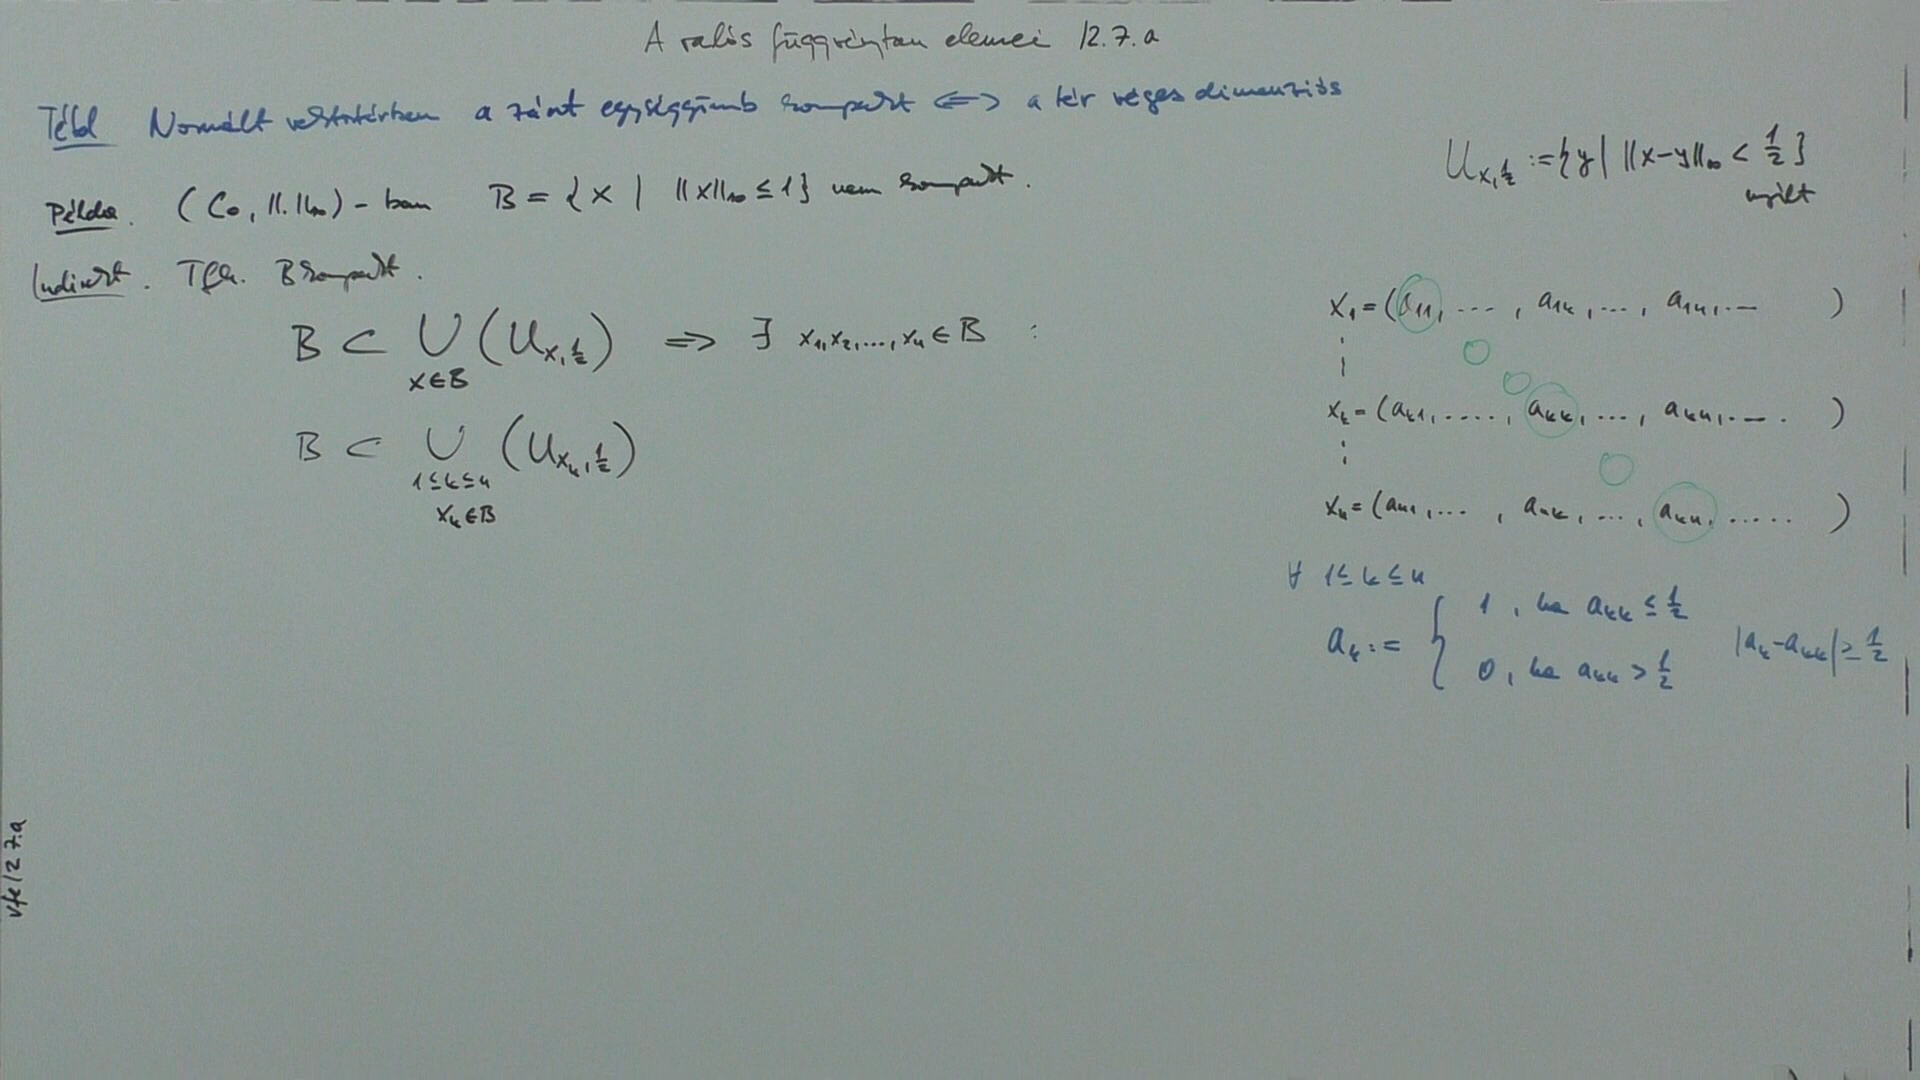 A valós függvénytan elemei 12.7.a
Tétel Normált vektortérben a zárt egységgömb kompakt ⟺ a tér véges dimenziós
Példa. (C₀, ||.||∞) - ban B = { x | ||x||∞ ≤ 1 } nem kompakt.
U_{x,½} := { y | ||x-y||∞ < ½ }
nyílt
Indirekt. Tfh. B kompakt.
B ⊂ ∪ (U_{x,½}) ⟹ ∃ x₁,x₂,...,xₙ ∈ B :
x∈B
B ⊂ ∪ (U_{xₖ,½})
1≤k≤n
xₖ∈B
x₁ = (a₁₁, ..., a₁ₖ, ..., a₁ₙ, ... )
⋮
xₖ = (aₖ₁, ....., aₖₖ, ..., aₖₙ, .... )
⋮
xₙ = (aₙ₁, ... , aₙₖ, ..., aₙₙ, ..... )
∀ 1≤k≤n
aₖ := { 1, ha aₖₖ ≤ ½
0, ha aₖₖ > ½
|aₖ-aₖₖ| ≥ ½
vfe 12 7.a